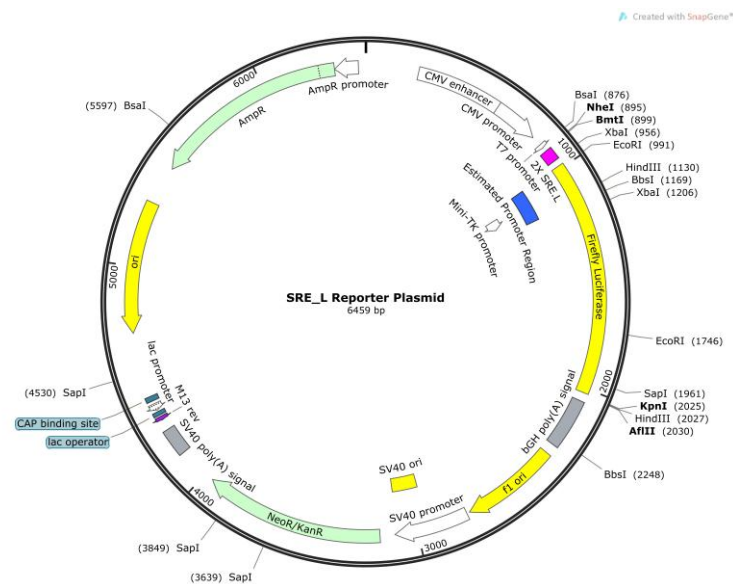 Created with SnapGene®
6000
AmpR promoter
AmpR
(5597) BsaI
CMV enhancer
CMV promoter
T7 promoter
2X SRE.L
Estimated Promoter Region
Mini-TK promoter
BsaI (876)
NheI (895)
BmtI (899)
XbaI (956)
EcoRI (991)
1000
HindIII (1130)
BbsI (1169)
XbaI (1206)
Firefly Luciferase
ori
5000
SRE_L Reporter Plasmid
6459 bp
EcoRI (1746)
2000
SapI (1961)
KpnI (2025)
HindIII (2027)
AflII (2030)
bGH poly(A) signal
BbsI (2248)
(4530) SapI
lac promoter
CAP binding site
M13 rev
lac operator
SV40 poly(A) signal
SV40 ori
f1 ori
SV40 promoter
4000
NeoR/KanR
3000
(3849) SapI
(3639) SapI